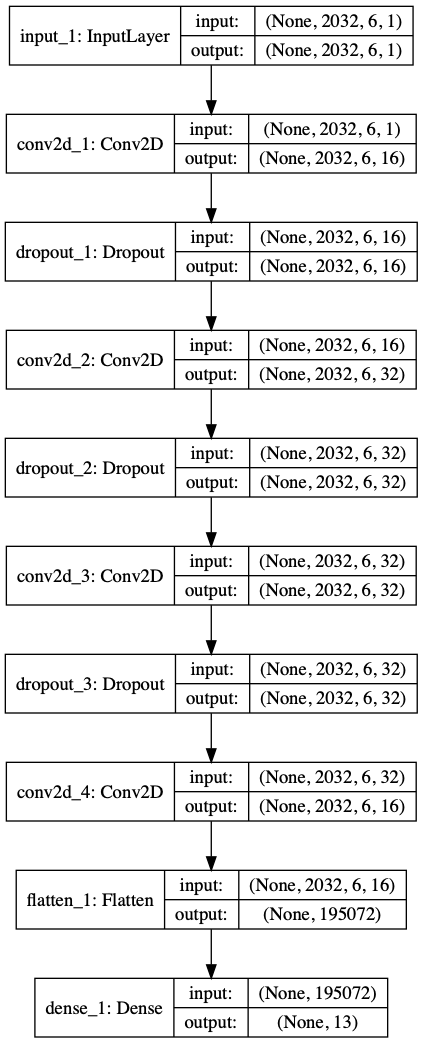 input_1: InputLayer
input: (None, 2032, 6, 1)
output: (None, 2032, 6, 1)
conv2d_1: Conv2D
input: (None, 2032, 6, 1)
output: (None, 2032, 6, 16)
dropout_1: Dropout
input: (None, 2032, 6, 16)
output: (None, 2032, 6, 16)
conv2d_2: Conv2D
input: (None, 2032, 6, 16)
output: (None, 2032, 6, 32)
dropout_2: Dropout
input: (None, 2032, 6, 32)
output: (None, 2032, 6, 32)
conv2d_3: Conv2D
input: (None, 2032, 6, 32)
output: (None, 2032, 6, 32)
dropout_3: Dropout
input: (None, 2032, 6, 32)
output: (None, 2032, 6, 32)
conv2d_4: Conv2D
input: (None, 2032, 6, 32)
output: (None, 2032, 6, 16)
flatten_1: Flatten
input: (None, 2032, 6, 16)
output: (None, 195072)
dense_1: Dense
input: (None, 195072)
output: (None, 13)